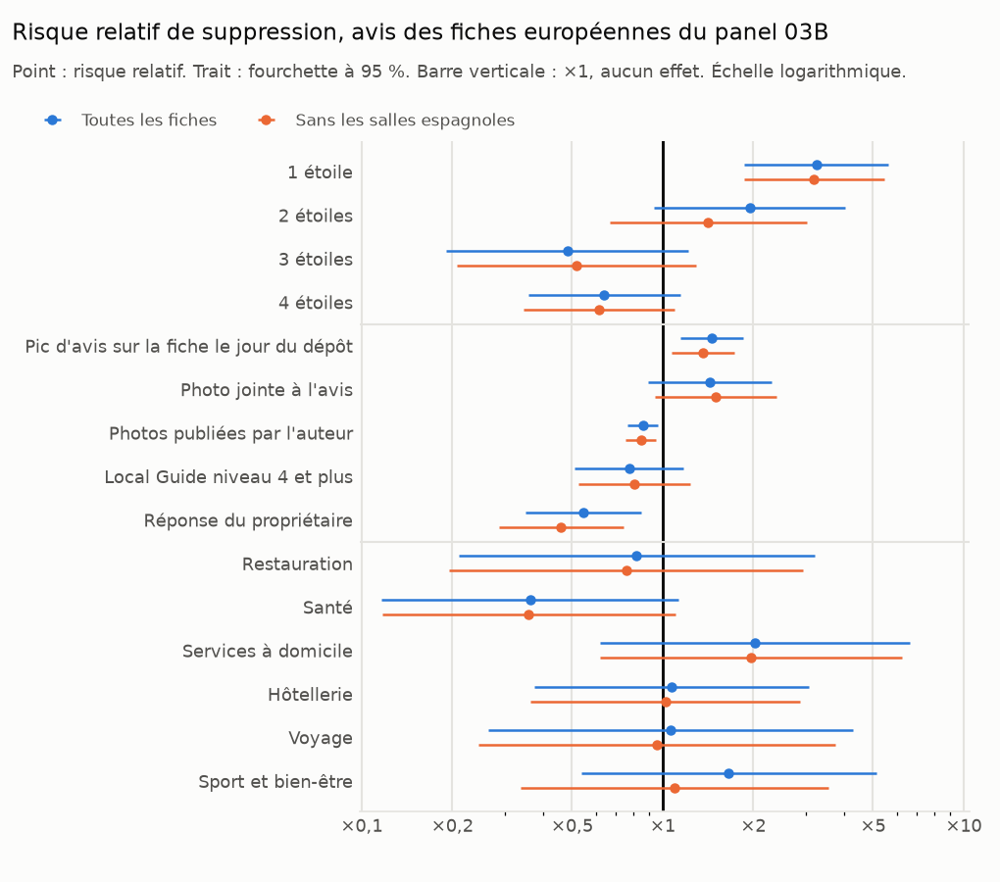 Risque relatif de suppression, avis des fiches européennes du panel 03B
Point : risque relatif. Trait : fourchette à 95 %. Barre verticale : ×1, aucun effet. Échelle logarithmique.
Toutes les fiches
Sans les salles espagnoles
1 étoile
2 étoiles
3 étoiles
4 étoiles
Pic d'avis sur la fiche le jour du dépôt
Photo jointe à l'avis
Photos publiées par l'auteur
Local Guide niveau 4 et plus
Réponse du propriétaire
Restauration
Santé
Services à domicile
Hôtellerie
Voyage
Sport et bien-être
×0,1 ×0,2 ×0,5 ×1 ×2 ×5 ×10